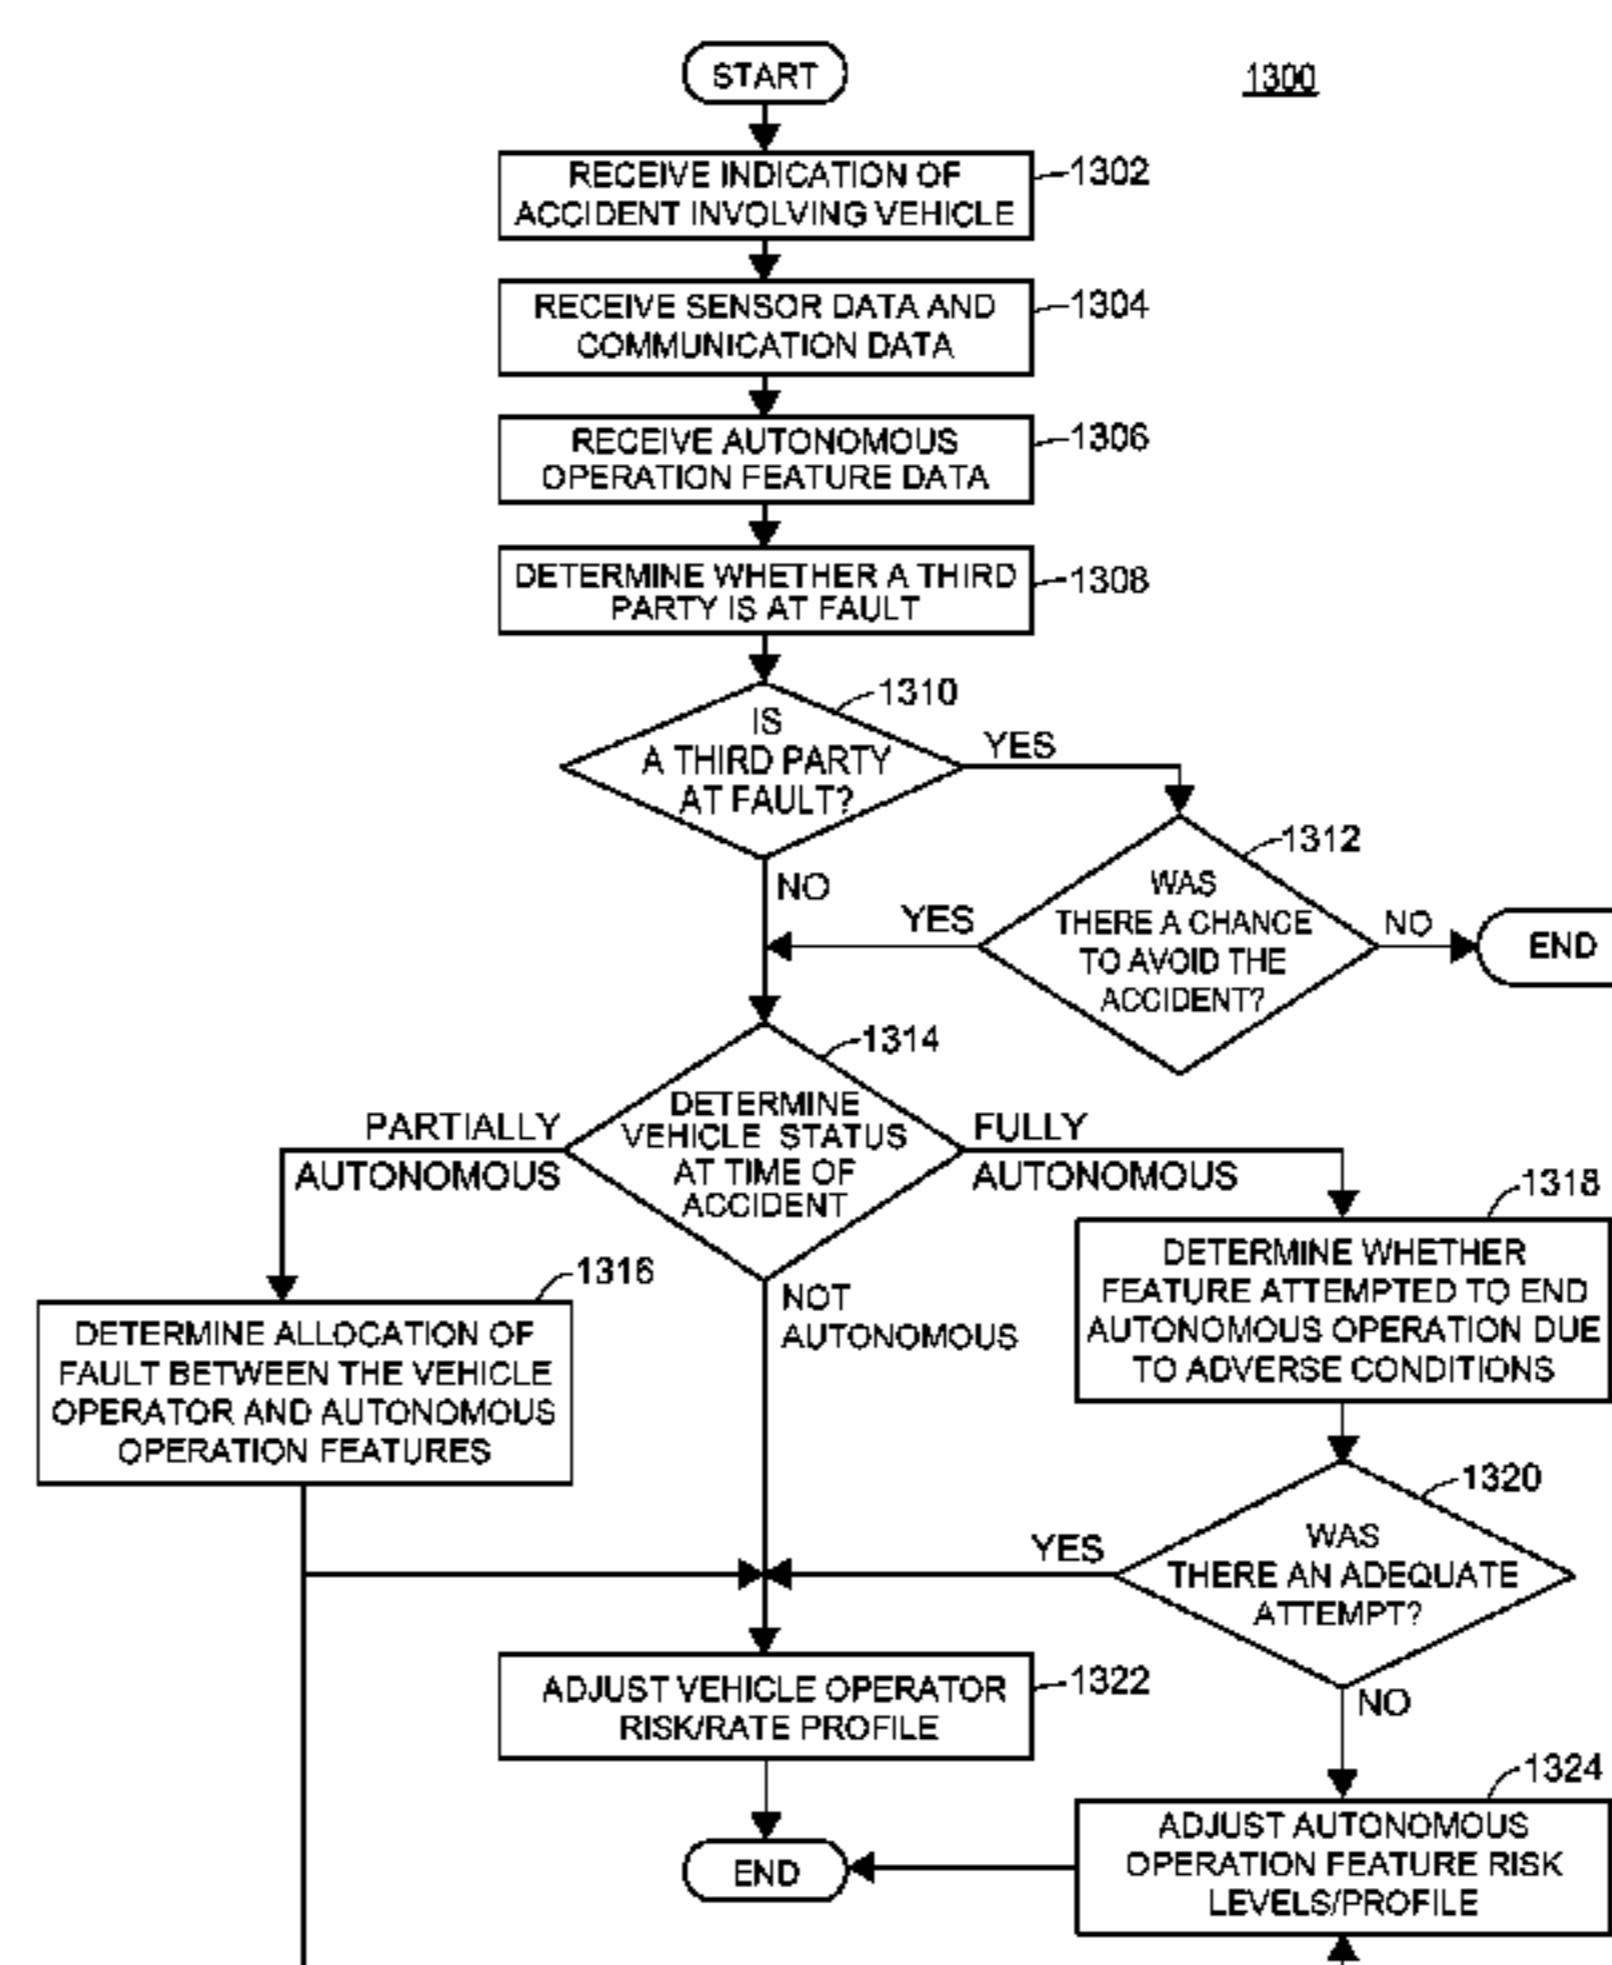 START
1300
RECEIVE INDICATION OF
ACCIDENT INVOLVING VEHICLE
1302
RECEIVE SENSOR DATA AND
COMMUNICATION DATA
1304
RECEIVE AUTONOMOUS
OPERATION FEATURE DATA
1306
DETERMINE WHETHER A THIRD
PARTY IS AT FAULT
1308
1310
IS
A THIRD PARTY
AT FAULT?
YES
NO
1312
WAS
THERE A CHANCE
TO AVOID THE
ACCIDENT?
YES
NO
END
1314
DETERMINE
VEHICLE STATUS
AT TIME OF
ACCIDENT
PARTIALLY
AUTONOMOUS
FULLY
AUTONOMOUS
NOT
AUTONOMOUS
1316
DETERMINE ALLOCATION OF
FAULT BETWEEN THE VEHICLE
OPERATOR AND AUTONOMOUS
OPERATION FEATURES
1318
DETERMINE WHETHER
FEATURE ATTEMPTED TO END
AUTONOMOUS OPERATION DUE
TO ADVERSE CONDITIONS
1320
WAS
THERE AN ADEQUATE
ATTEMPT?
YES
NO
ADJUST VEHICLE OPERATOR
RISK/RATE PROFILE
1322
1324
ADJUST AUTONOMOUS
OPERATION FEATURE RISK
LEVELS/PROFILE
END